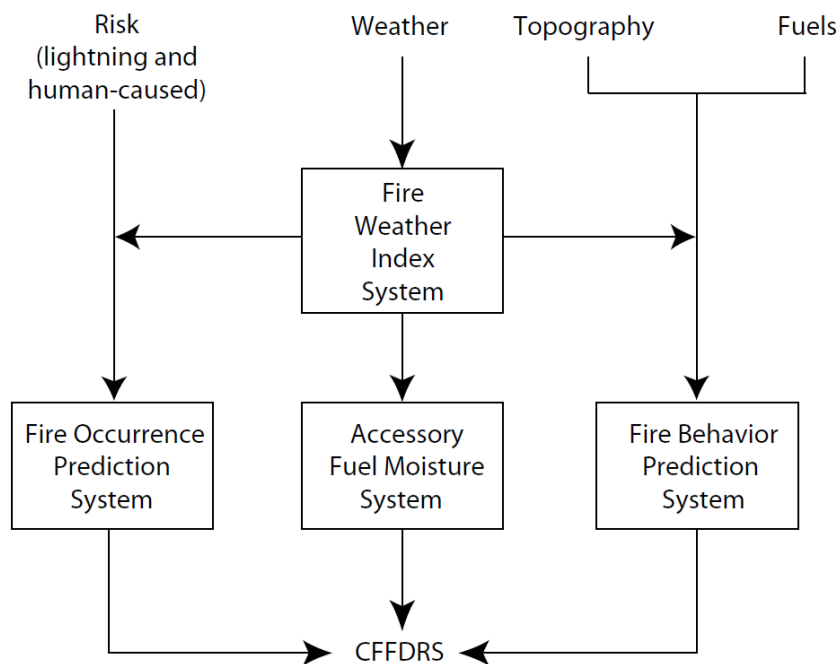 Risk
(lightning and
human-caused)
Weather
Topography
Fuels
Fire
Weather
Index
System
Fire Occurrence
Prediction
System
Accessory
Fuel Moisture
System
Fire Behavior
Prediction
System
CFFDRS